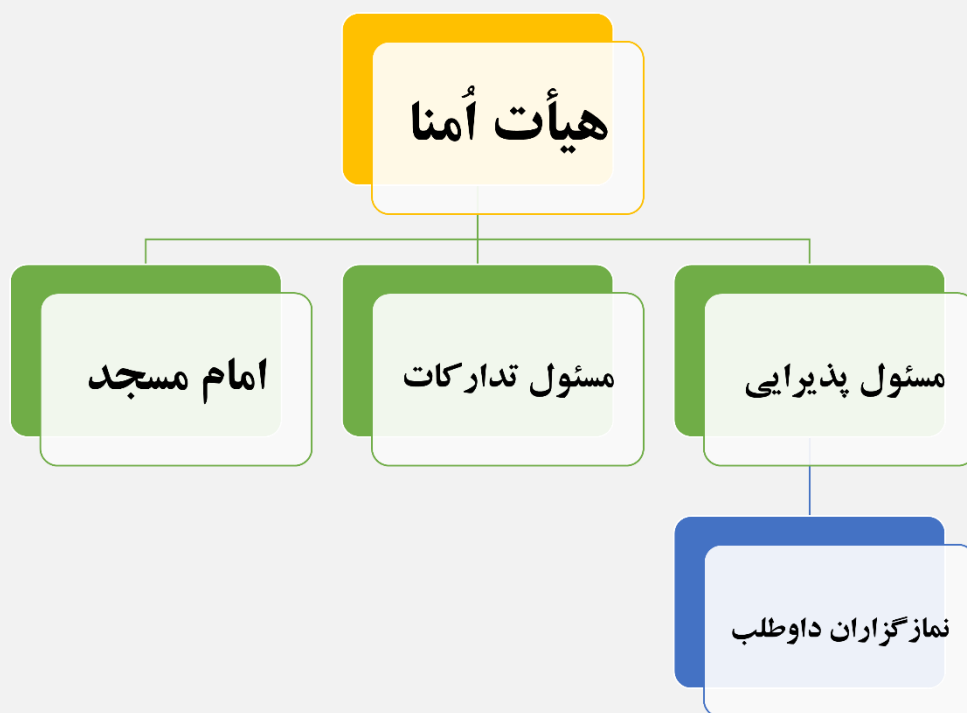 هیأت اُمنا
مسئول پذیرایی
مسئول تدارکات
امام مسجد
نمازگزاران داوطلب